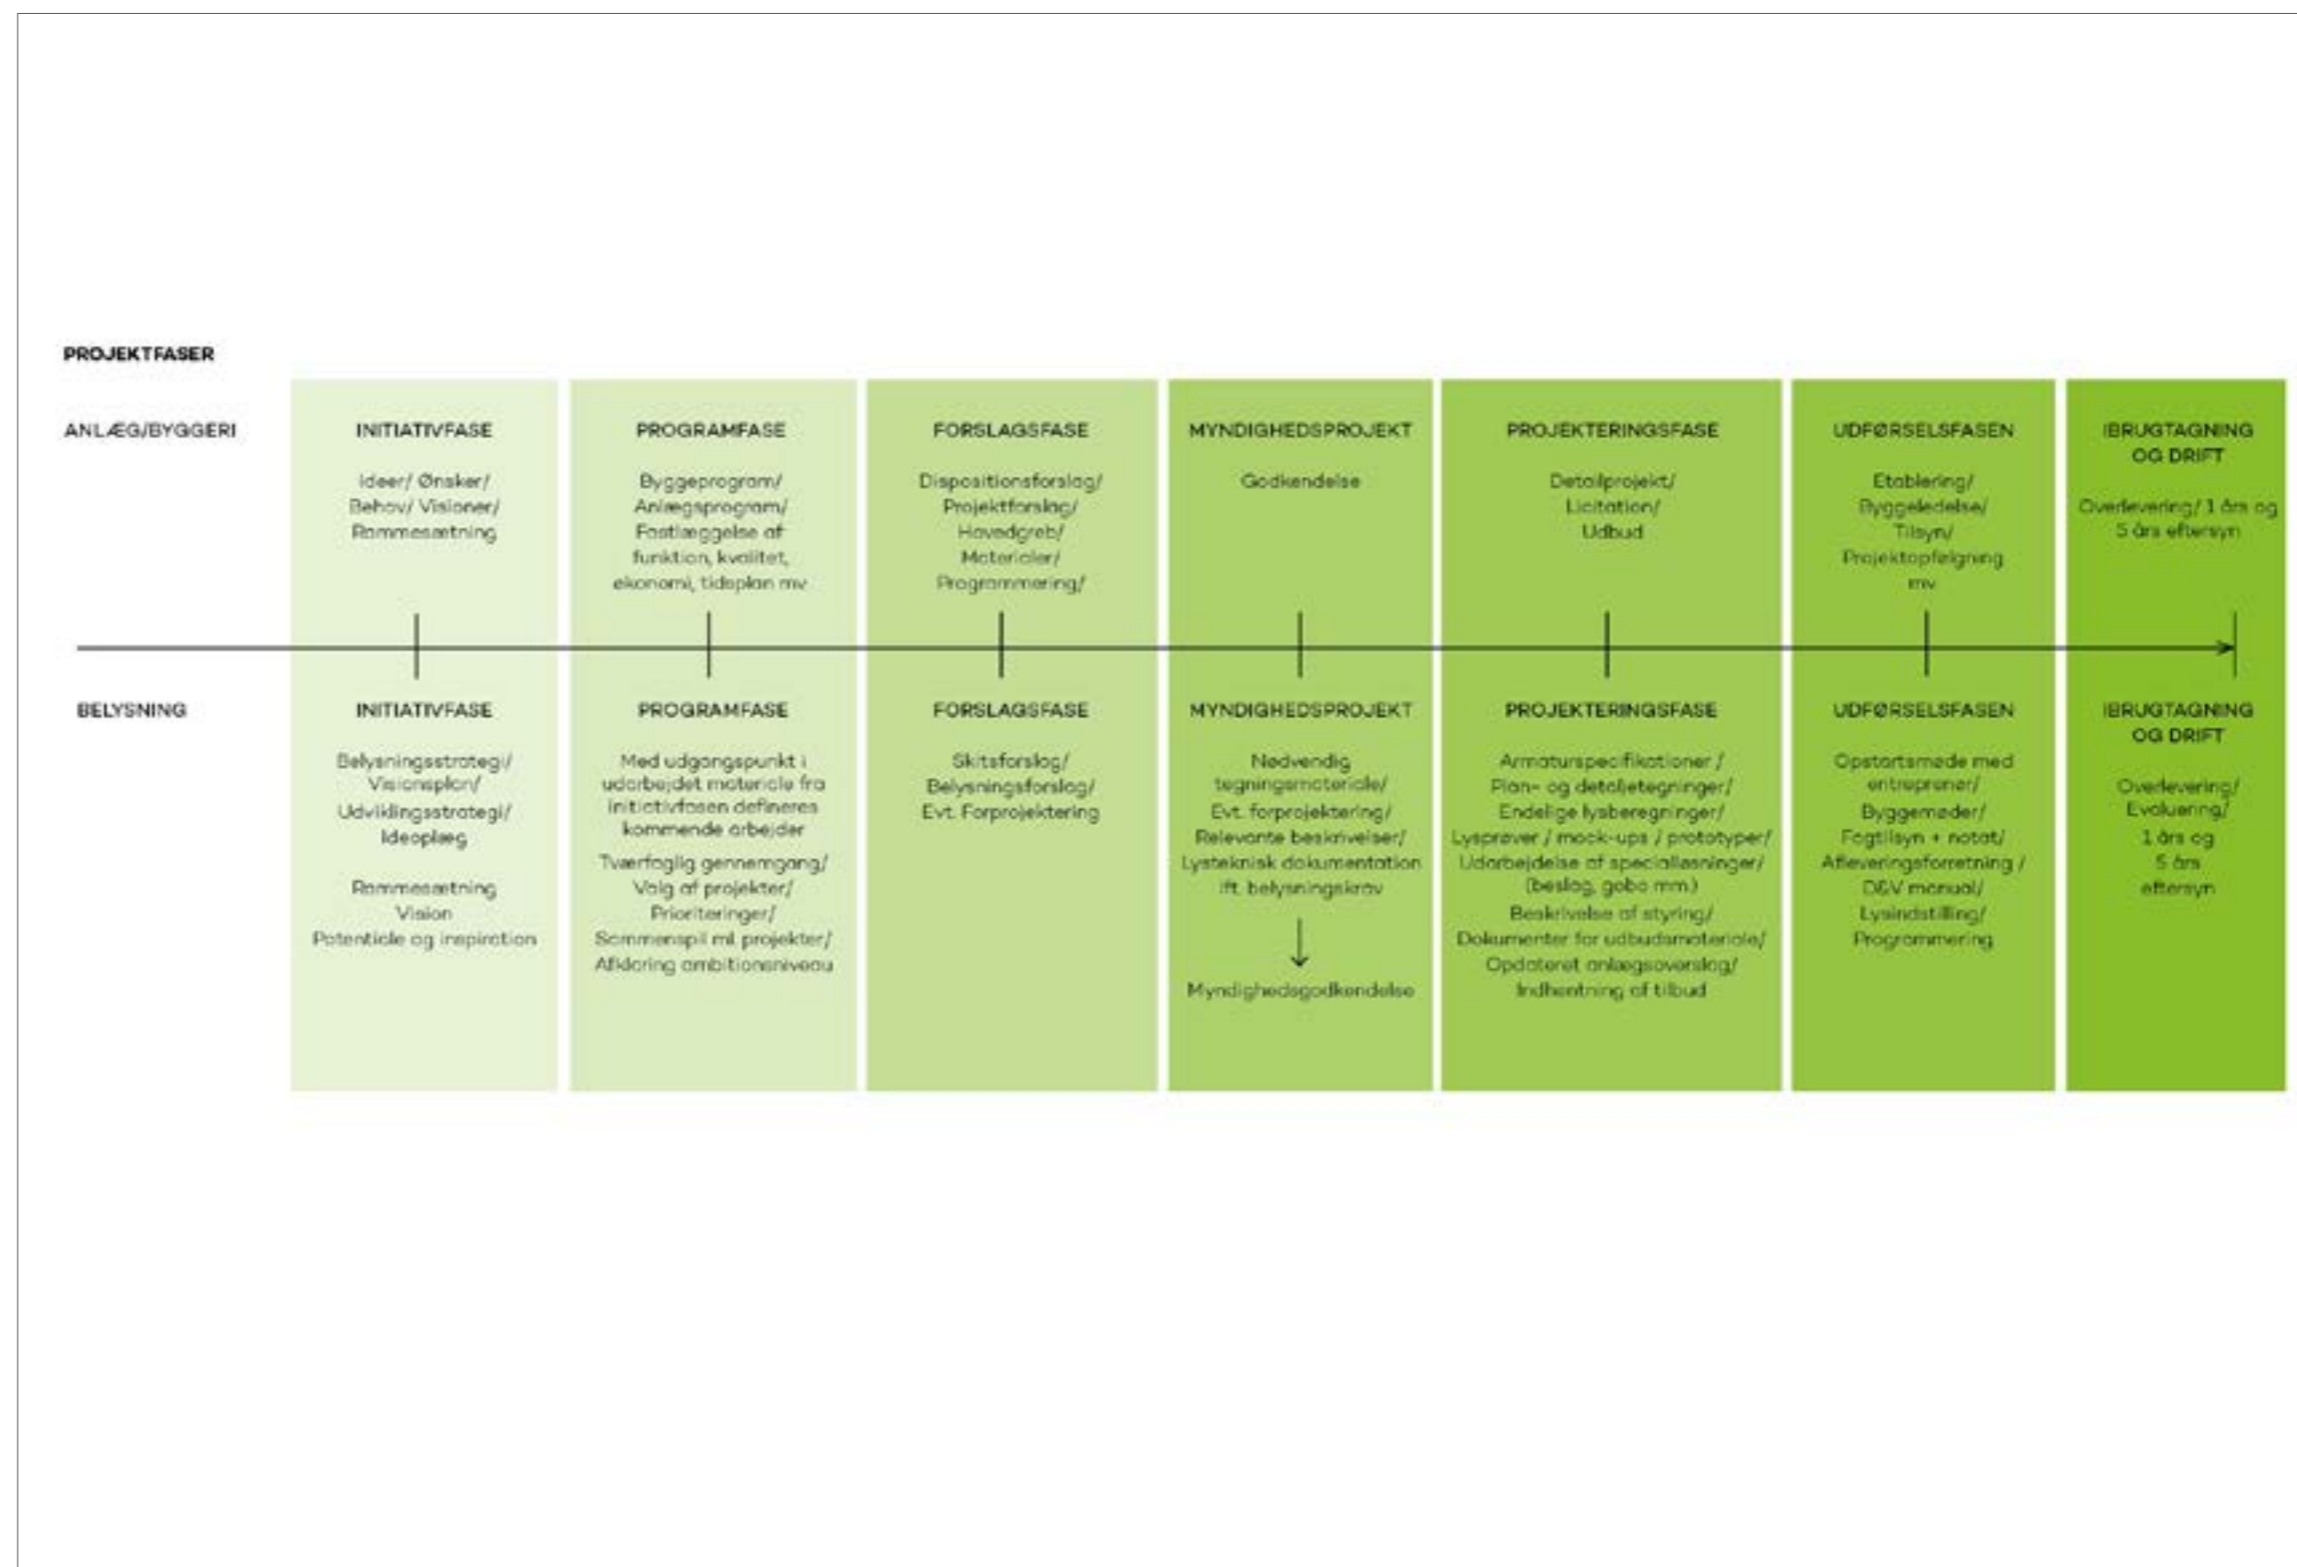 PROJEKTFASER
ANLÆG/BYGGERI
INITIATIVFASE
Ideer/ Ønsker/
Behov/ Visioner/
Rammesætning
PROGRAMFASE
Byggeprogram/
Anlægsprogram/
Fastlæggelse af
funktion, kvalitet,
økonomi, tidsplan mv
FORSLAGSFASE
Dispositionsforslag/
Projektforslag/
Hovedgreb/
Materialer/
Programmering/
MYNDIGHEDSPROJEKT
Godkendelse
PROJEKTERINGSFASE
Detailprojekt/
Licitation/
Udbud
UDFØRSELSFASEN
Etablering/
Byggeledelse/
Tilsyn/
Projektopfølgning
mv
IBRUGTAGNING
OG DRIFT
Overlevering/ 1 års og
5 års eftersyn
BELYSNING
INITIATIVFASE
Belysningsstrategi/
Visionsplan/
Udviklingsstrategi/
Ideoplæg
Rammesætning
Vision
Potentiale og inspiration
PROGRAMFASE
Med udgangspunkt i
udarbejdet materiale fra
initiativfasen defineres
kommende arbejder
Tværfaglig gennemgang/
Valg af projekter/
Prioriteringer/
Sammenspil ml projekter/
Afklaring ambitionsniveau
FORSLAGSFASE
Skitsforslag/
Belysningsforslag/
Evt. Forprojektering
MYNDIGHEDSPROJEKT
Nødvendig
tegningsmateriale/
Evt. forprojektering/
Relevante beskrivelser/
Lysteknisk dokumentation
ift. belysningskrav
Myndighedsgodkendelse
PROJEKTERINGSFASE
Armaturspecifikationer /
Plan- og detaljetegninger/
Endelige lysberegninger/
Lysprøver / mock-ups / prototyper/
Udarbejdelse af specialløsninger/
(beslag, gobo mm.)
Beskrivelse af styring/
Dokumenter for udbudsmateriale/
Opdateret anlægsoverslag/
Indhentning af tilbud
UDFØRSELSFASEN
Opstartsmøde med
entreprenør/
Byggemøder/
Fagtilsyn + notat/
Afleveringsforretning /
D&V manual/
Lysindstilling/
Programmering
IBRUGTAGNING
OG DRIFT
Overlevering/
Evaluering/
1 års og
5 års
eftersyn